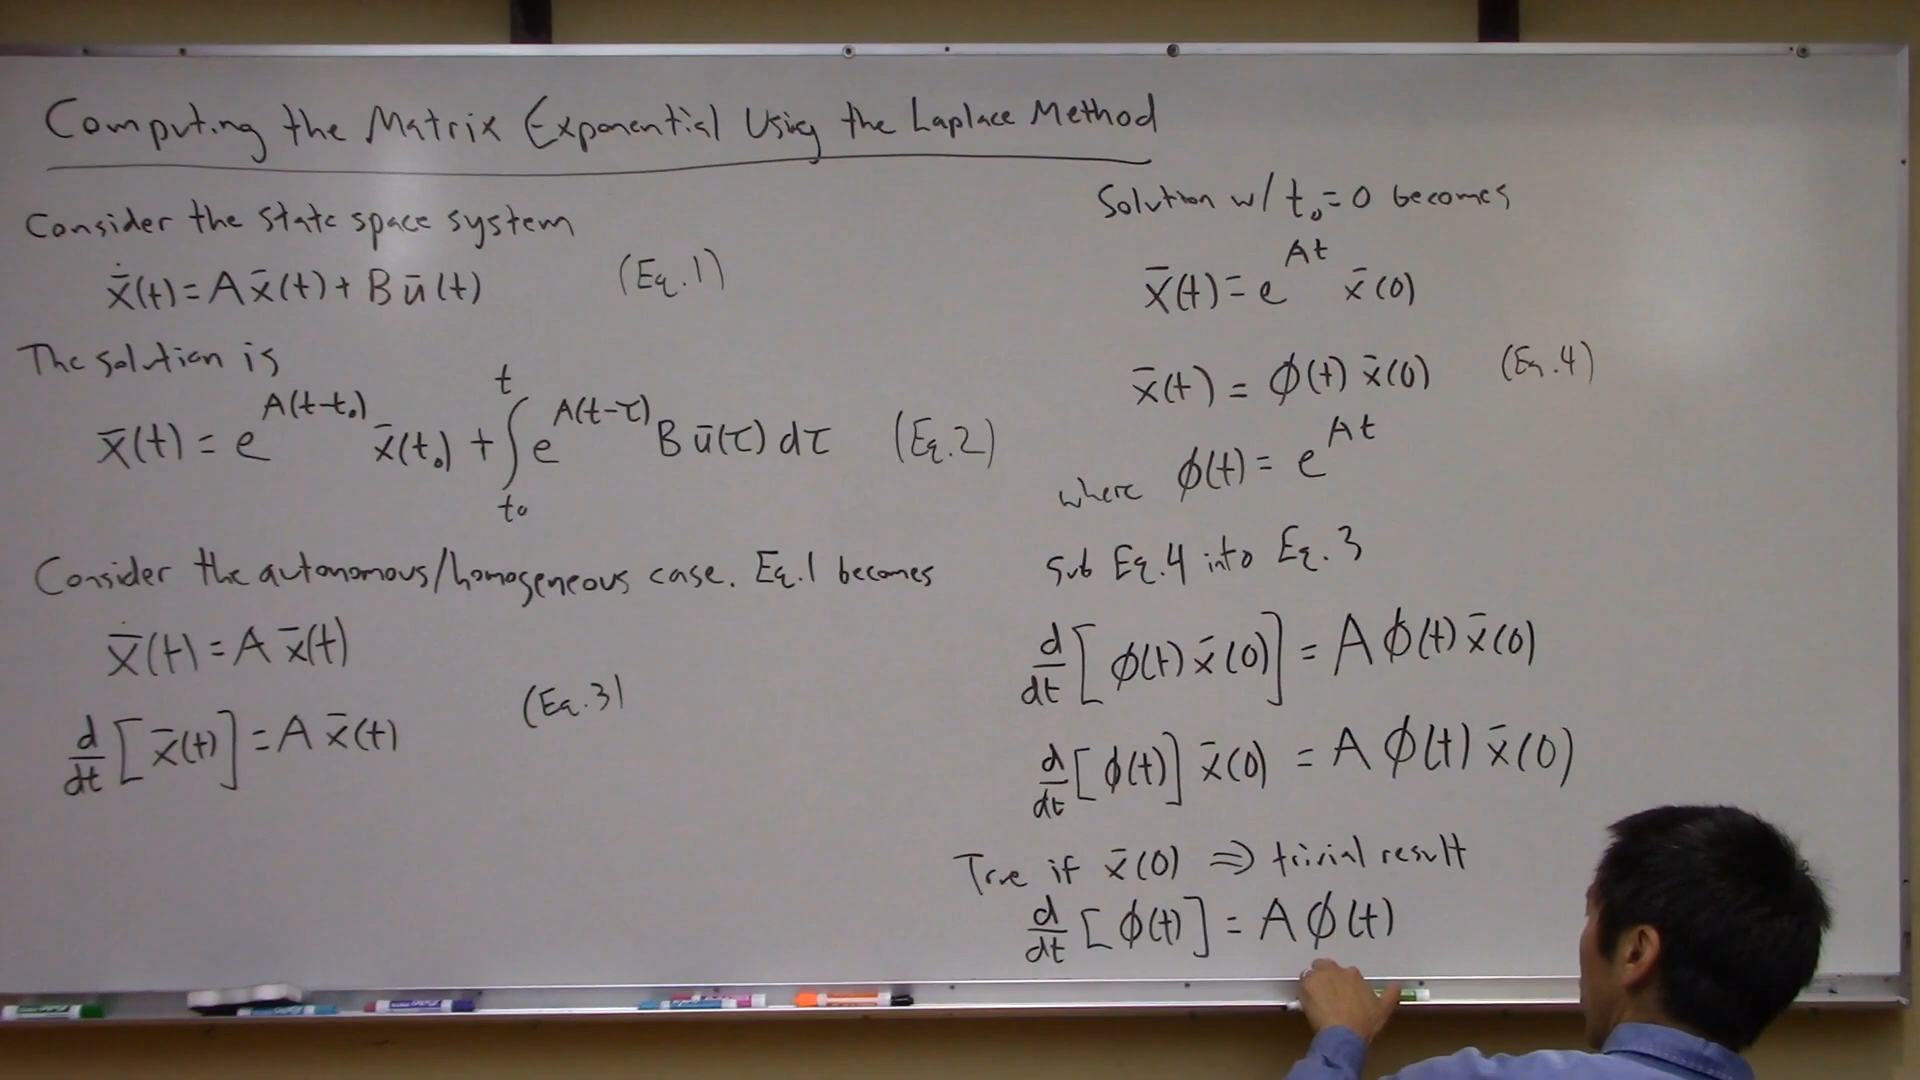 Computing the Matrix Exponential Using the Laplace Method
Consider the state space system
ẋ̄(t) = A x̄(t) + B ū(t) (Eq.1)
The solution is
x̄(t) = e^{A(t-t₀)} x̄(t₀) + ∫_{t₀}^{t} e^{A(t-τ)} B ū(τ) dτ (Eq.2)
Consider the autonomous/homogeneous case. Eq.1 becomes
ẋ̄(t) = A x̄(t)
d/dt [x̄(t)] = A x̄(t) (Eq.3)
Solution w/ t₀=0 becomes
x̄(t) = e^{At} x̄(0)
x̄(t) = ϕ(t) x̄(0) (Eq.4)
where ϕ(t) = e^{At}
Sub Eq.4 into Eq.3
d/dt [ϕ(t) x̄(0)] = A ϕ(t) x̄(0)
d/dt [ϕ(t)] x̄(0) = A ϕ(t) x̄(0)
True if x̄(0) ⇒ trivial result
d/dt [ϕ(t)] = A ϕ(t)